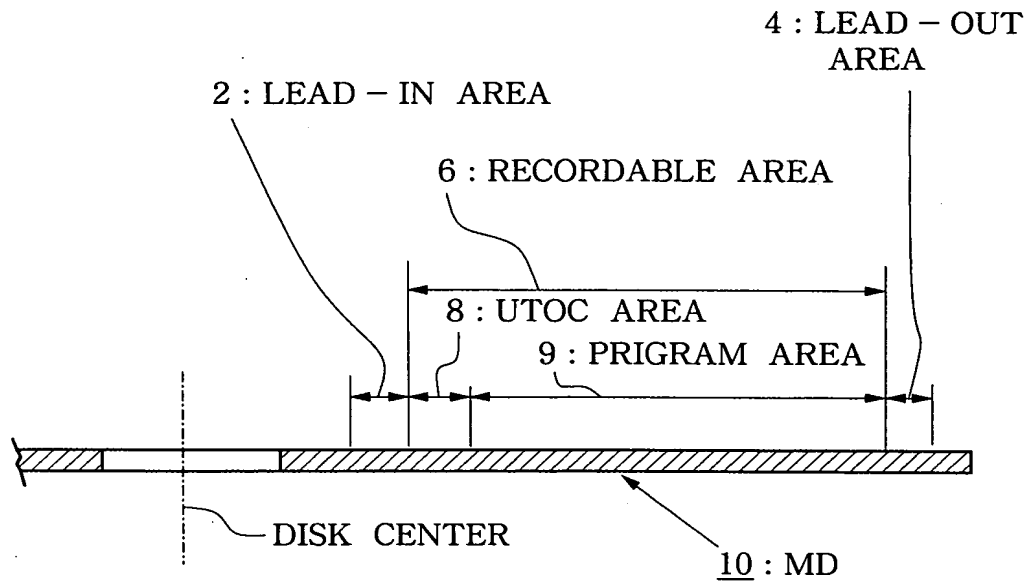 4 : LEAD – OUT
AREA
2 : LEAD – IN AREA
6 : RECORDABLE AREA
8 : UTOC AREA
9 : PRIGRAM AREA
DISK CENTER
10 : MD